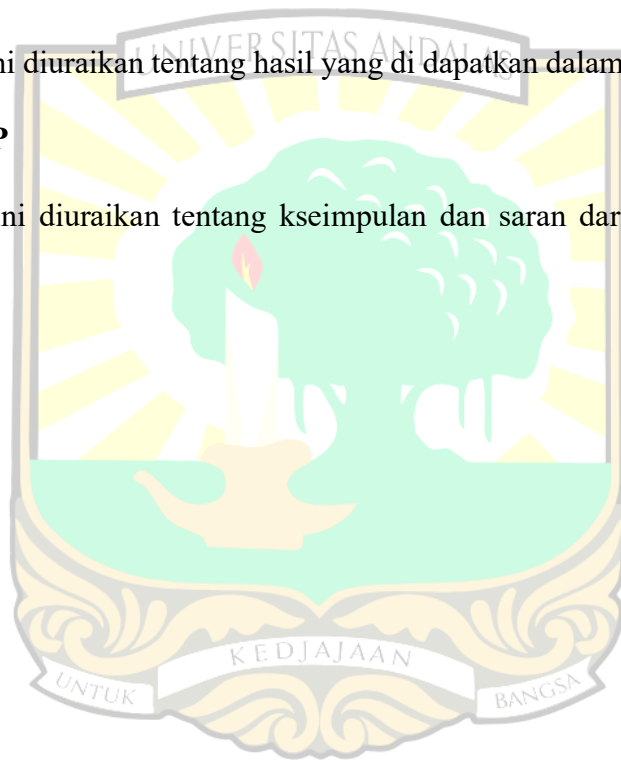 UNIVERSITAS ANDALAS
ni diuraikan tentang hasil yang di dapatkan dalam
P
ni diuraikan tentang kseimpulan dan saran dar
KEDJAJAAN
UNTUK
BANGSA